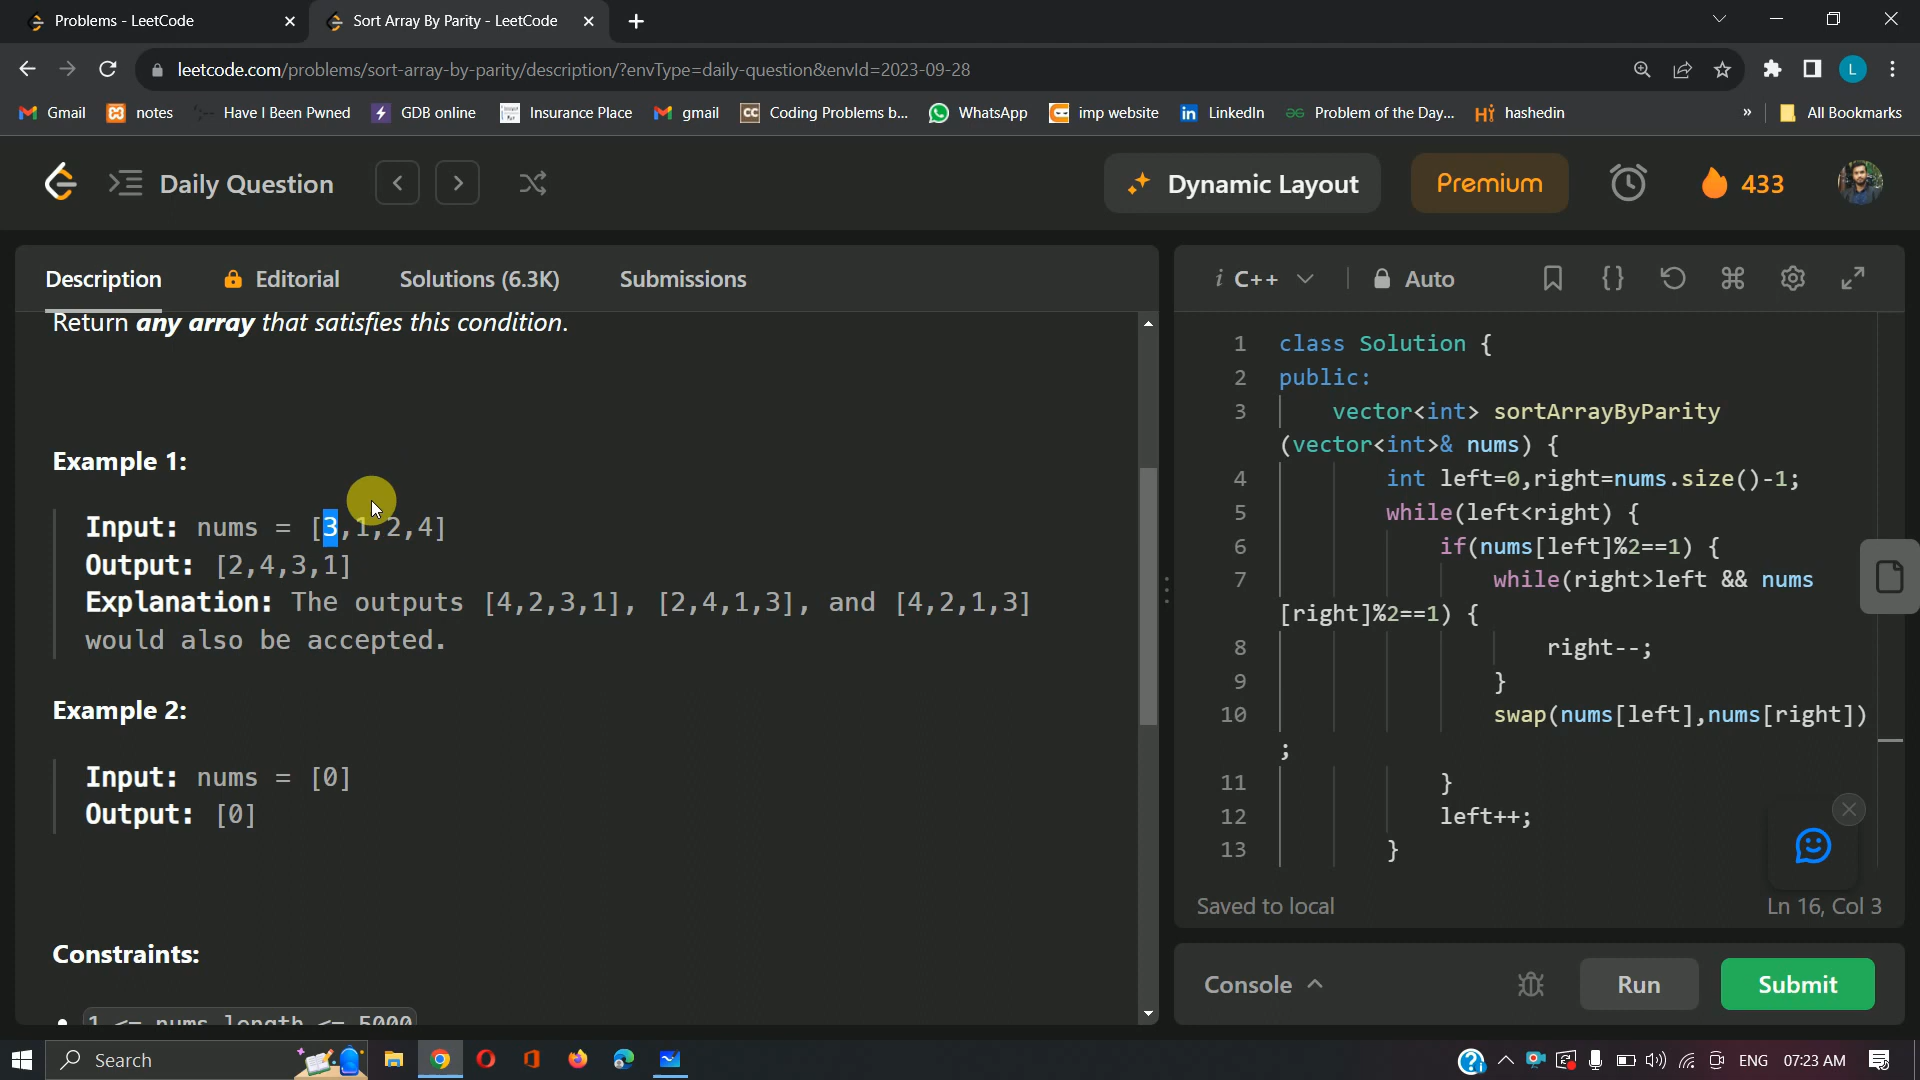 Problems - LeetCode
Sort Array By Parity - LeetCode
leetcode.com/problems/sort-array-by-parity/description/?envType=daily-question&envId=2023-09-28
L
Gmail notes Have I Been Pwned GDB online Insurance Place gmail CC Coding Problems b... WhatsApp imp website LinkedIn Problem of the Day... hashedin » All Bookmarks
Daily Question Dynamic Layout Premium 433
Description Editorial Solutions (6.3K) Submissions
Return any array that satisfies this condition.
Example 1:
Input: nums = [3,1,2,4]
Output: [2,4,3,1]
Explanation: The outputs [4,2,3,1], [2,4,1,3], and [4,2,1,3]
would also be accepted.
Example 2:
Input: nums = [0]
Output: [0]
Constraints:
1 <= nums.length <= 5000
i C++ Auto
1 class Solution {
2 public:
3 vector<int> sortArrayByParity
(vector<int>& nums) {
4 int left=0,right=nums.size()-1;
5 while(left<right) {
6 if(nums[left]%2==1) {
7 while(right>left && nums
[right]%2==1) {
8 right--;
9 }
10 swap(nums[left],nums[right])
;
11 }
12 left++;
13 }
Saved to local Ln 16, Col 3
Console Run Submit
Search ENG 07:23 AM